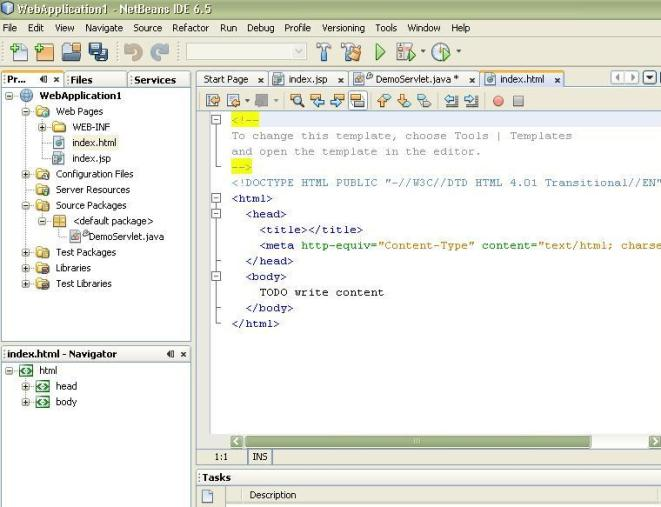 WebApplication1 - NetBeans IDE 6.5
File Edit View Navigate Source Refactor Run Debug Profile Versioning Tools Window Help
Pr... Files Services
WebApplication1
Web Pages
WEB-INF
index.html
index.jsp
Configuration Files
Server Resources
Source Packages
<default package>
DemoServlet.java
Test Packages
Libraries
Test Libraries
Start Page index.jsp DemoServlet.java * index.html
<!--
To change this template, choose Tools | Templates
and open the template in the editor.
-->
<!DOCTYPE HTML PUBLIC "-//W3C//DTD HTML 4.01 Transitional//EN"
<html>
<head>
<title></title>
<meta http-equiv="Content-Type" content="text/html; charse
</head>
<body>
TODO write content
</body>
</html>
index.html - Navigator
html
head
body
1:1 INS
Tasks
Description